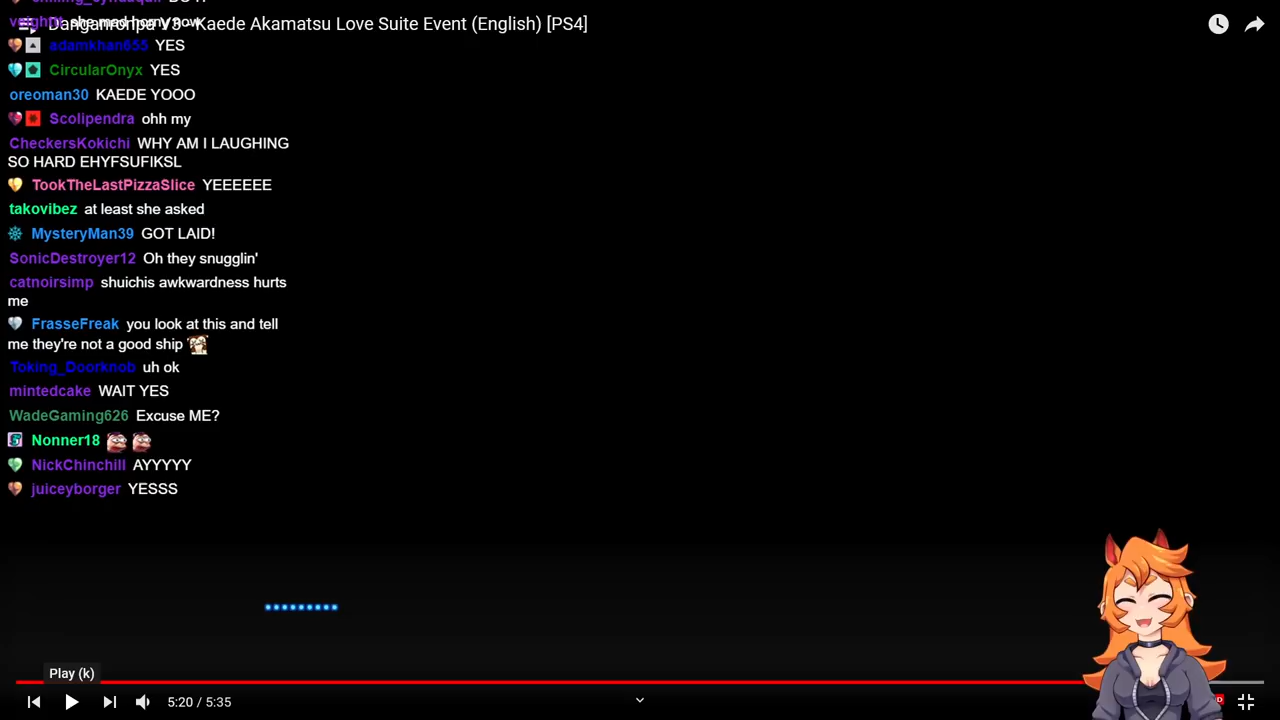 Danganronpa V3 - Kaede Akamatsu Love Suite Event (English) [PS4]
she mad horny now
adamkhan655 YES
CircularOnyx YES
oreoman30 KAEDE YOOO
Scolipendra ohh my
CheckersKokichi WHY AM I LAUGHING
SO HARD EHYFSUFIKSL
TookTheLastPizzaSlice YEEEEEE
takovibez at least she asked
MysteryMan39 GOT LAID!
SonicDestroyer12 Oh they snugglin'
catnoirsimp shuichis awkwardness hurts
me
FrasseFreak you look at this and tell
me they're not a good ship
Toking_Doorknob uh ok
mintedcake WAIT YES
WadeGaming626 Excuse ME?
Nonner18
NickChinchill AYYYYY
juiceyborger YESSS
Play (k)
5:20 / 5:35